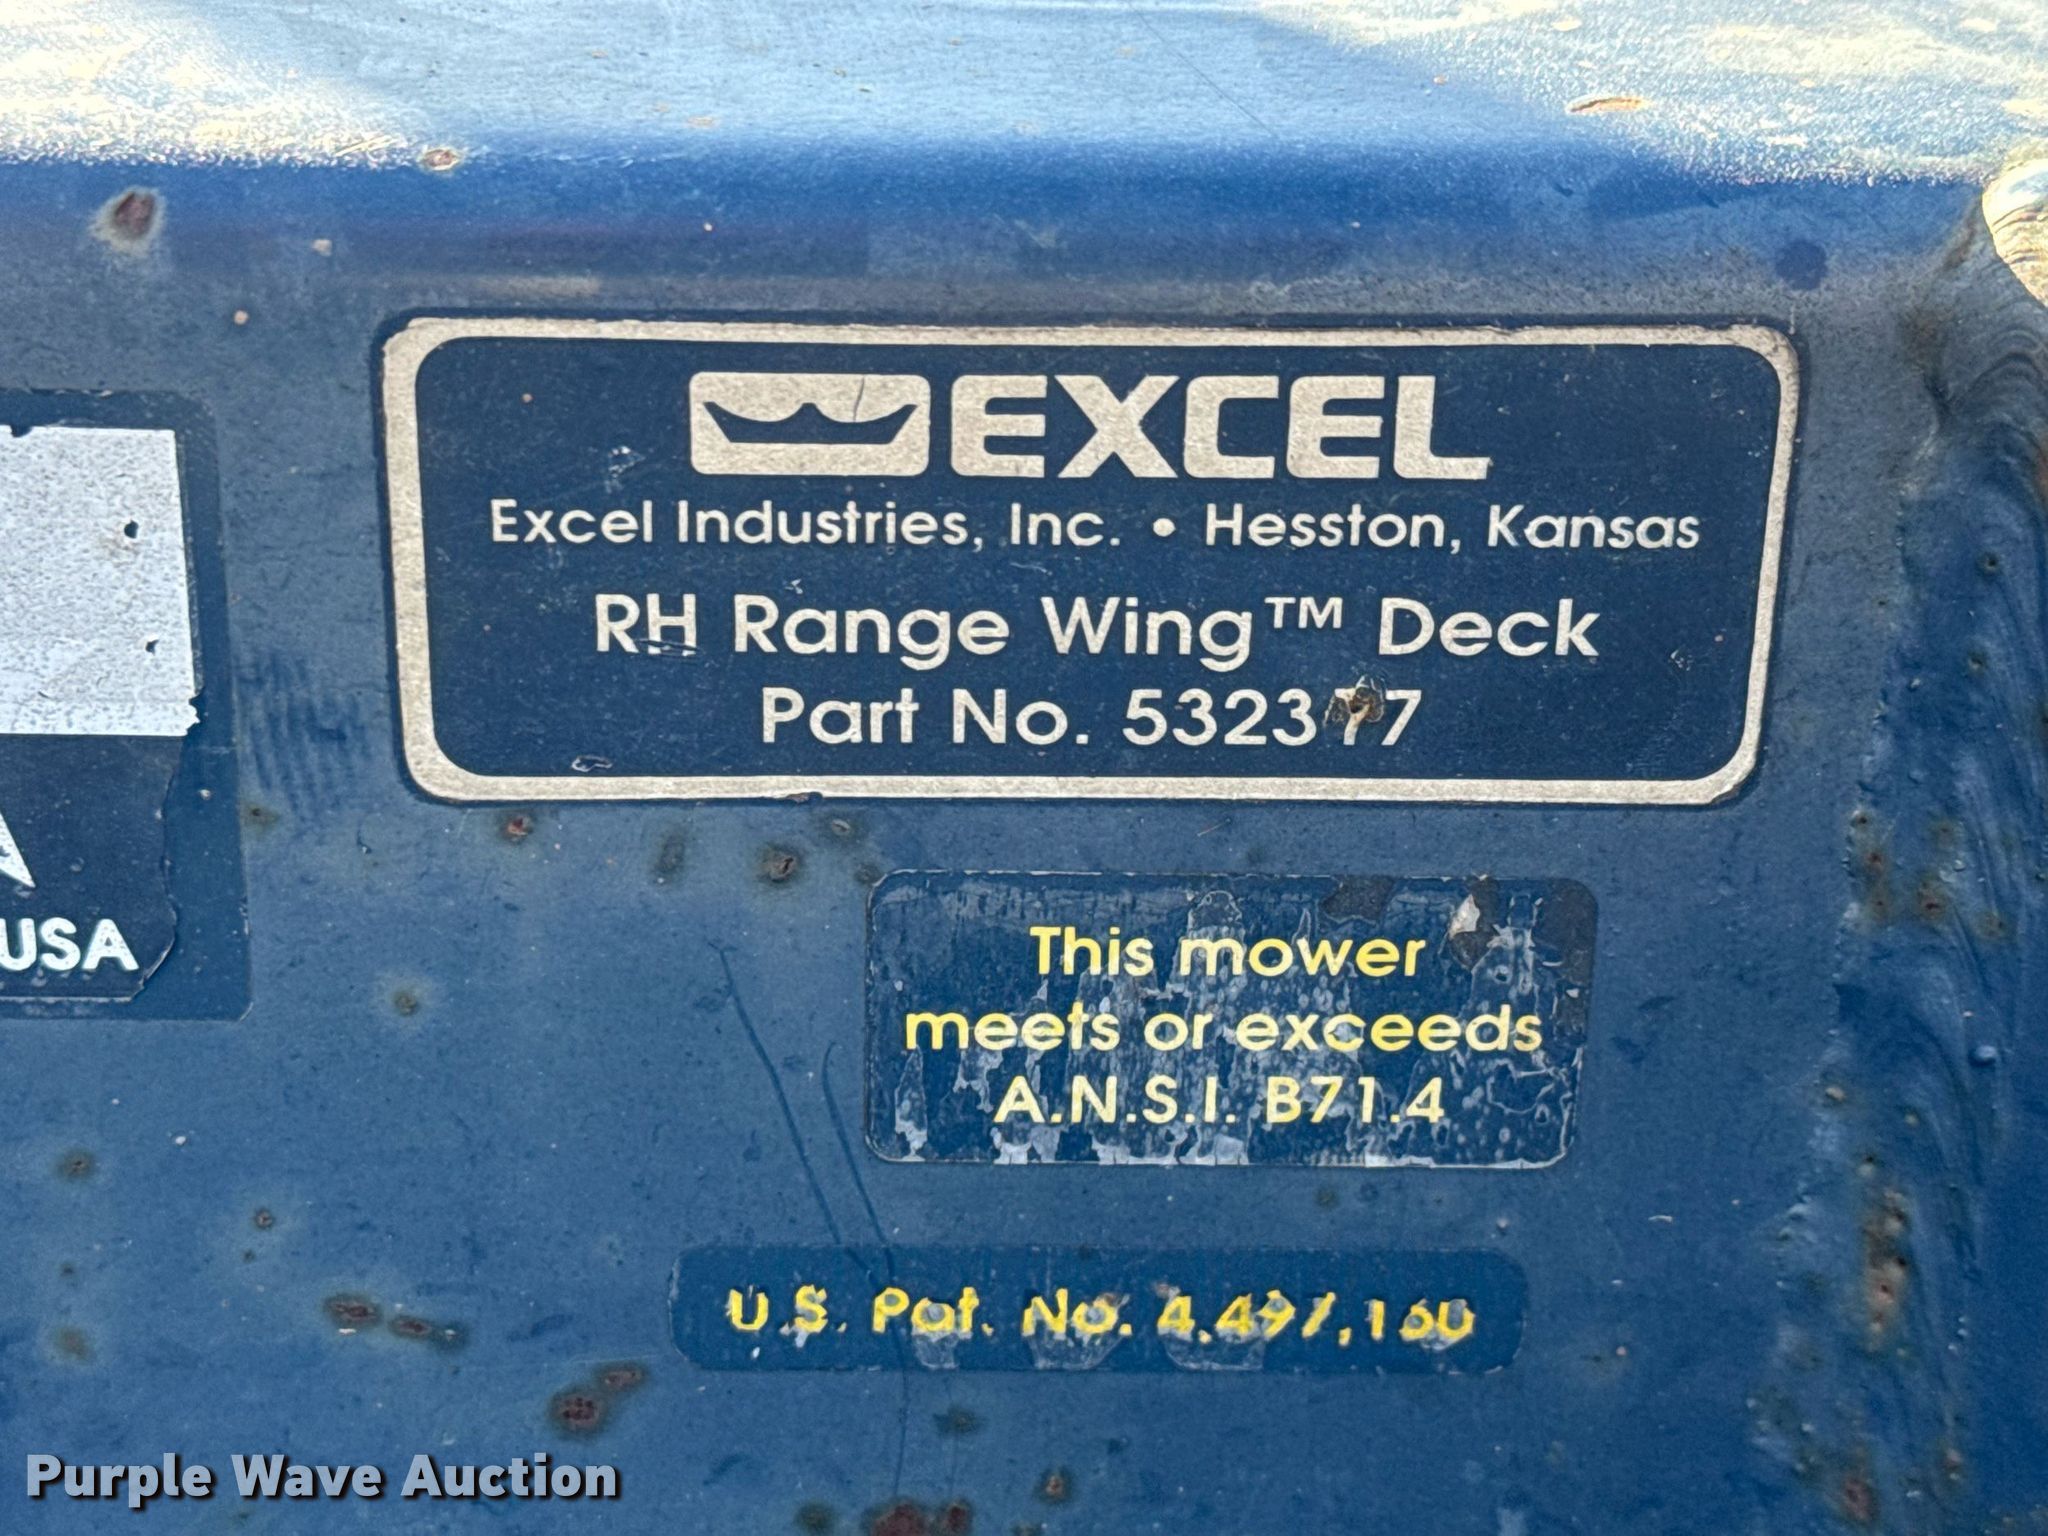 EXCEL
Excel Industries, Inc. • Hesston, Kansas
RH Range Wing™ Deck
Part No. 532377
USA
This mower
meets or exceeds
A.N.S.I. B71.4
U.S. Pat. No. 4,497,160
Purple Wave Auction